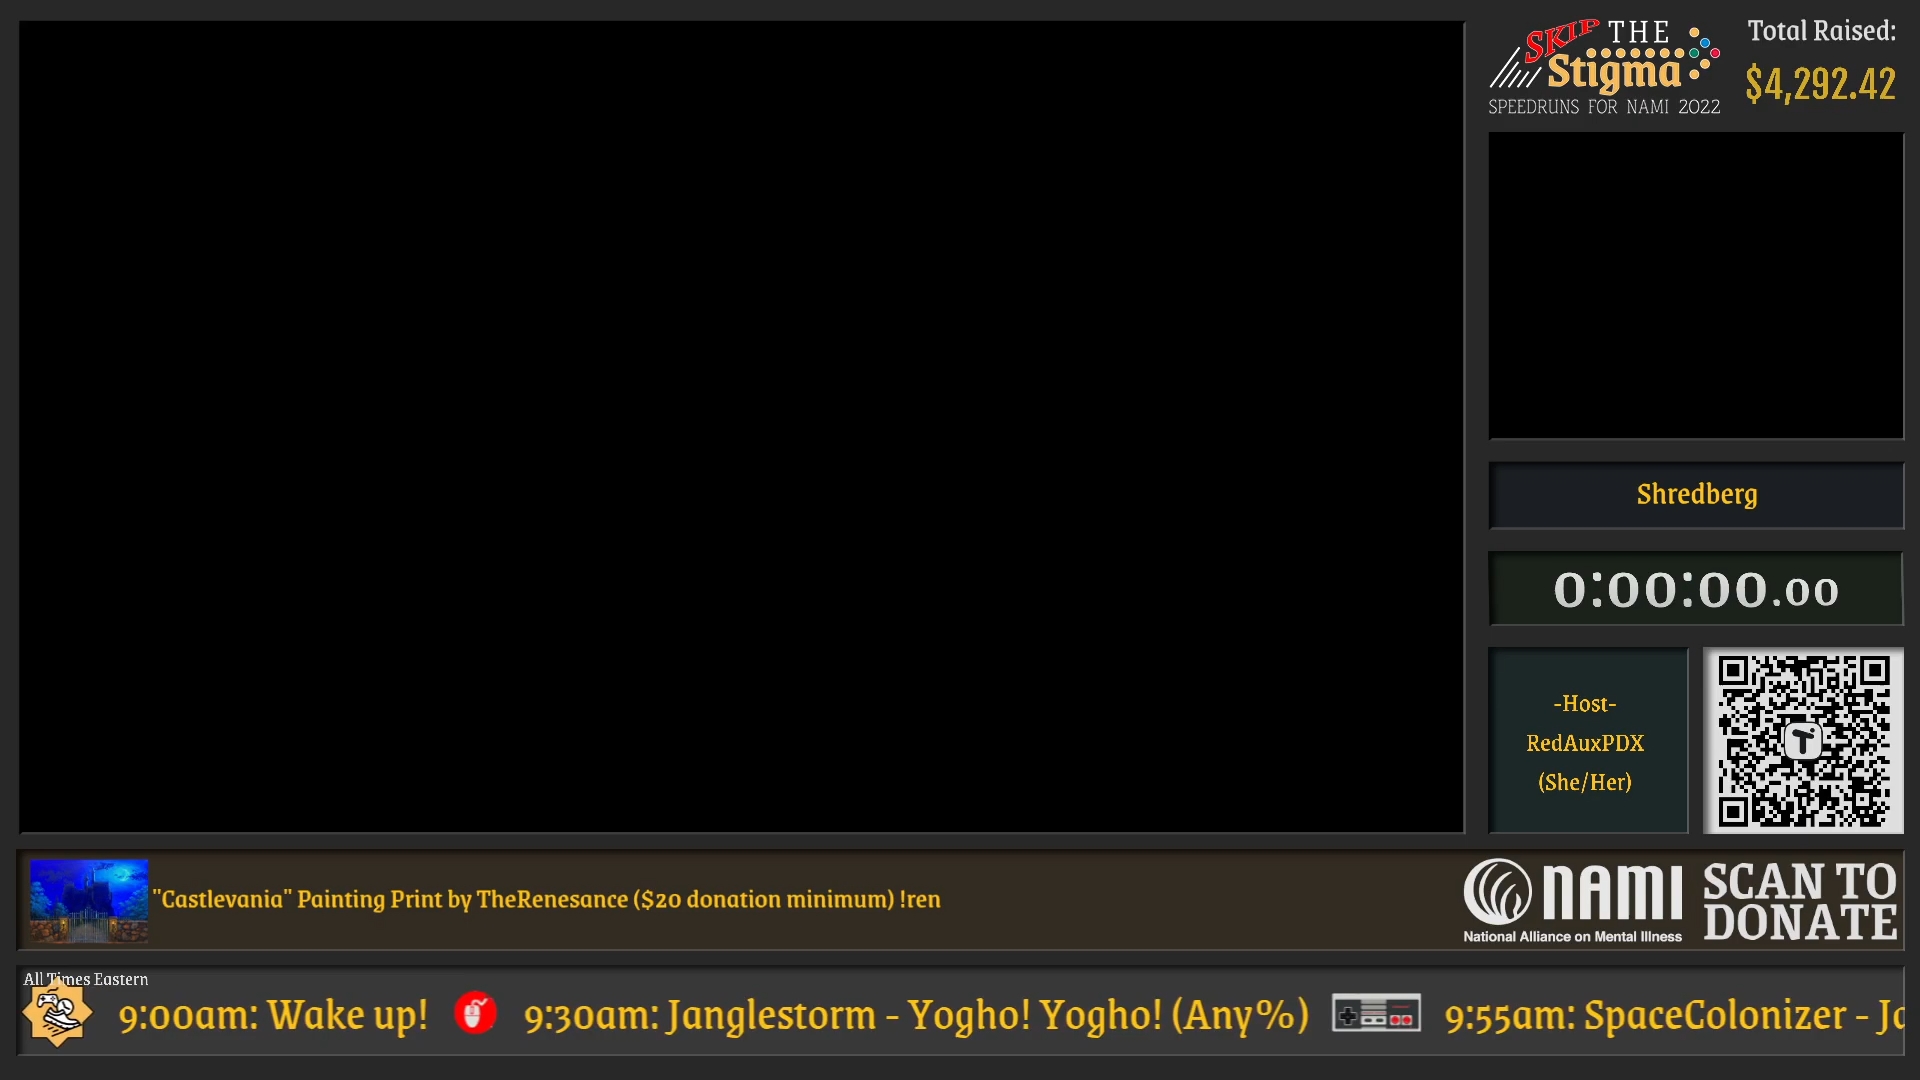 SKIP THE
Stigma
SPEEDRUNS FOR NAMI 2022
Total Raised:
$4,292.42
Shredberg
0:00:00.00
-Host-
RedAuxPDX
(She/Her)
"Castlevania" Painting Print by TheRenesance ($20 donation minimum) !ren
NAMI
National Alliance on Mental Illness
SCAN TO
DONATE
All Times Eastern
9:00am: Wake up! 9:30am: Janglestorm - Yogho! Yogho! (Any%) 9:55am: SpaceColonizer -